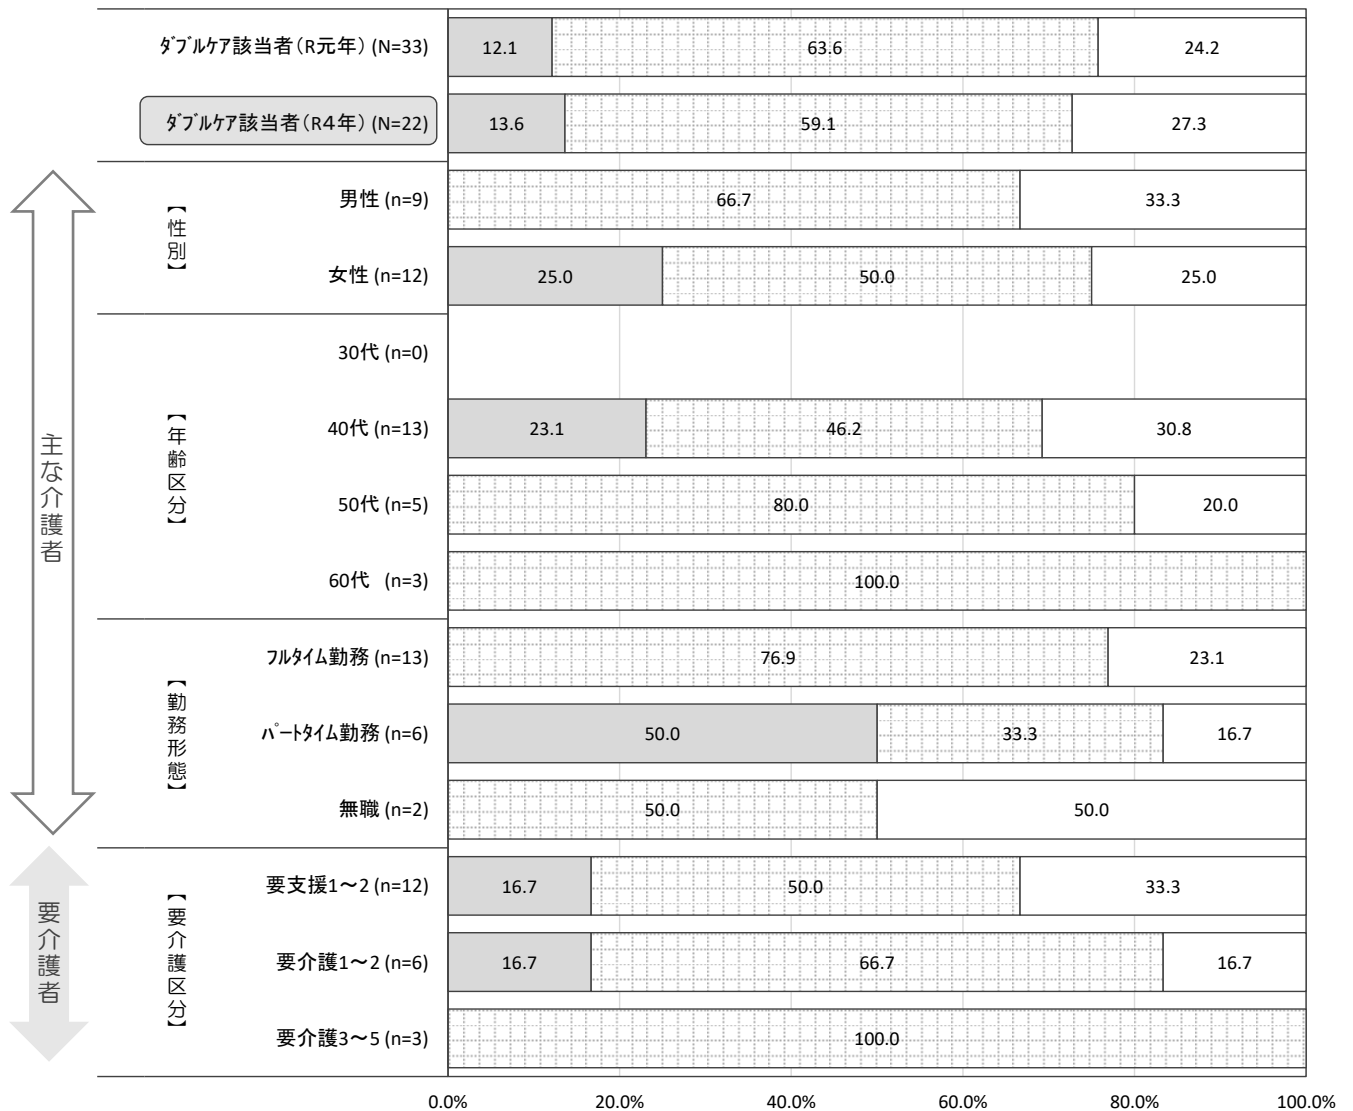 ﾀﾞﾌﾞﾙｹｱ該当者（R元年） (N=33) 12.1 63.6 24.2
ﾀﾞﾌﾞﾙｹｱ該当者（R４年） (N=22) 13.6 59.1 27.3
主な介護者
【性別】
男性 (n=9) 66.7 33.3
女性 (n=12) 25.0 50.0 25.0
【年齢区分】
30代 (n=0)
40代 (n=13) 23.1 46.2 30.8
50代 (n=5) 80.0 20.0
60代 (n=3) 100.0
【勤務形態】
ﾌﾙﾀｲﾑ勤務 (n=13) 76.9 23.1
ﾊﾟｰﾄﾀｲﾑ勤務 (n=6) 50.0 33.3 16.7
無職 (n=2) 50.0 50.0
要介護者
【要介護区分】
要支援1～2 (n=12) 16.7 50.0 33.3
要介護1～2 (n=6) 16.7 66.7 16.7
要介護3～5 (n=3) 100.0
0.0% 20.0% 40.0% 60.0% 80.0% 100.0%